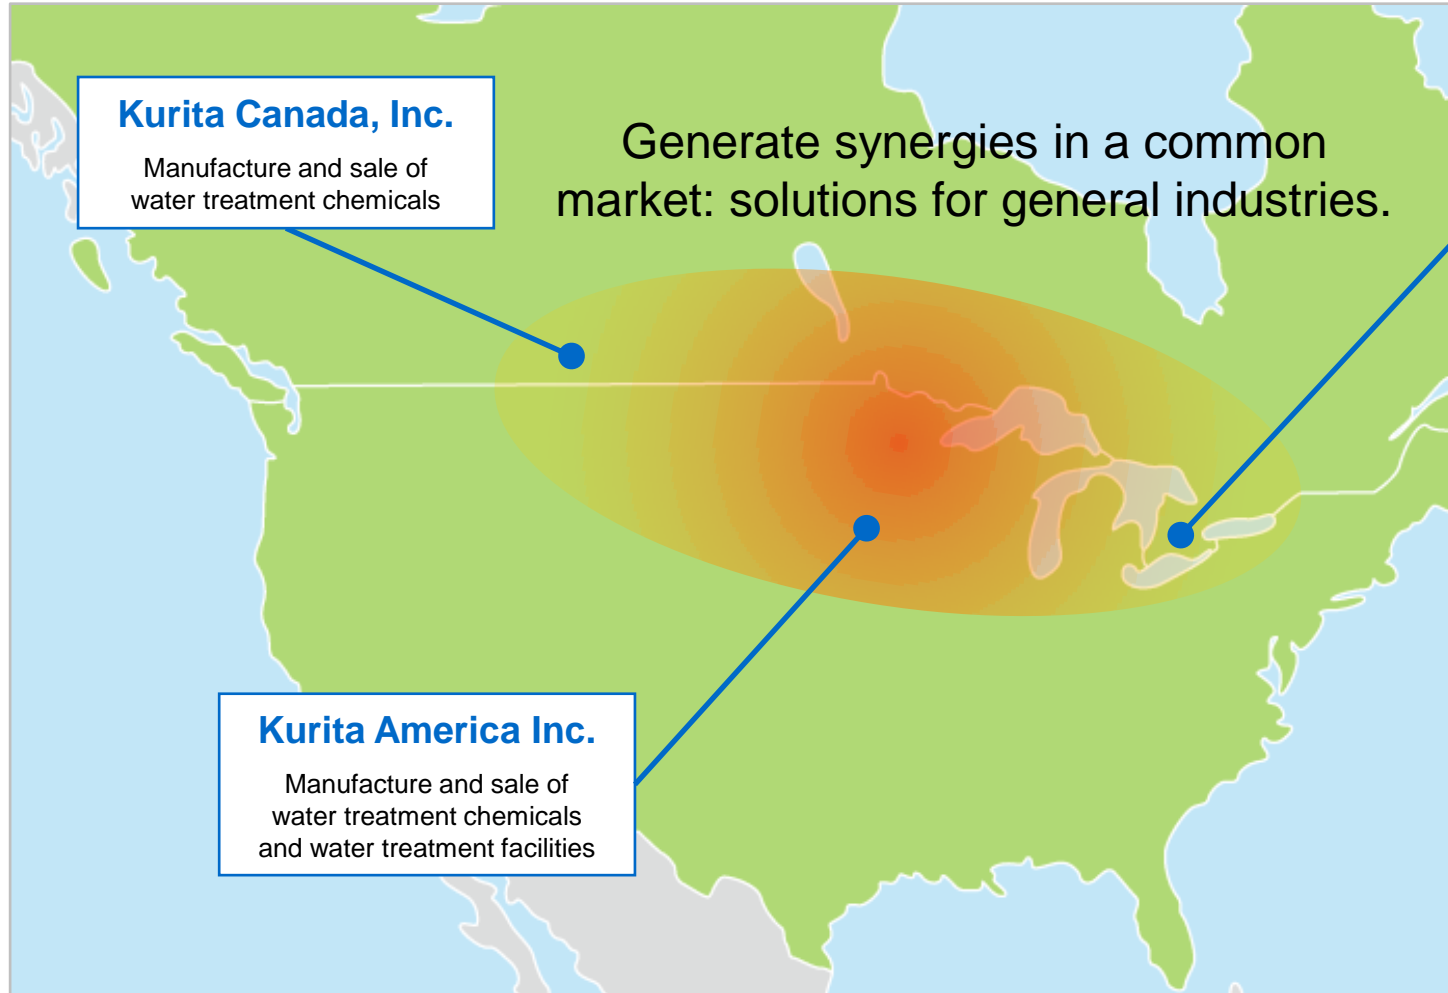 Kurita Canada, Inc.
Manufacture and sale of
water treatment chemicals
Generate synergies in a common
market: solutions for general industries.
Kurita America Inc.
Manufacture and sale of
water treatment chemicals
and water treatment facilities